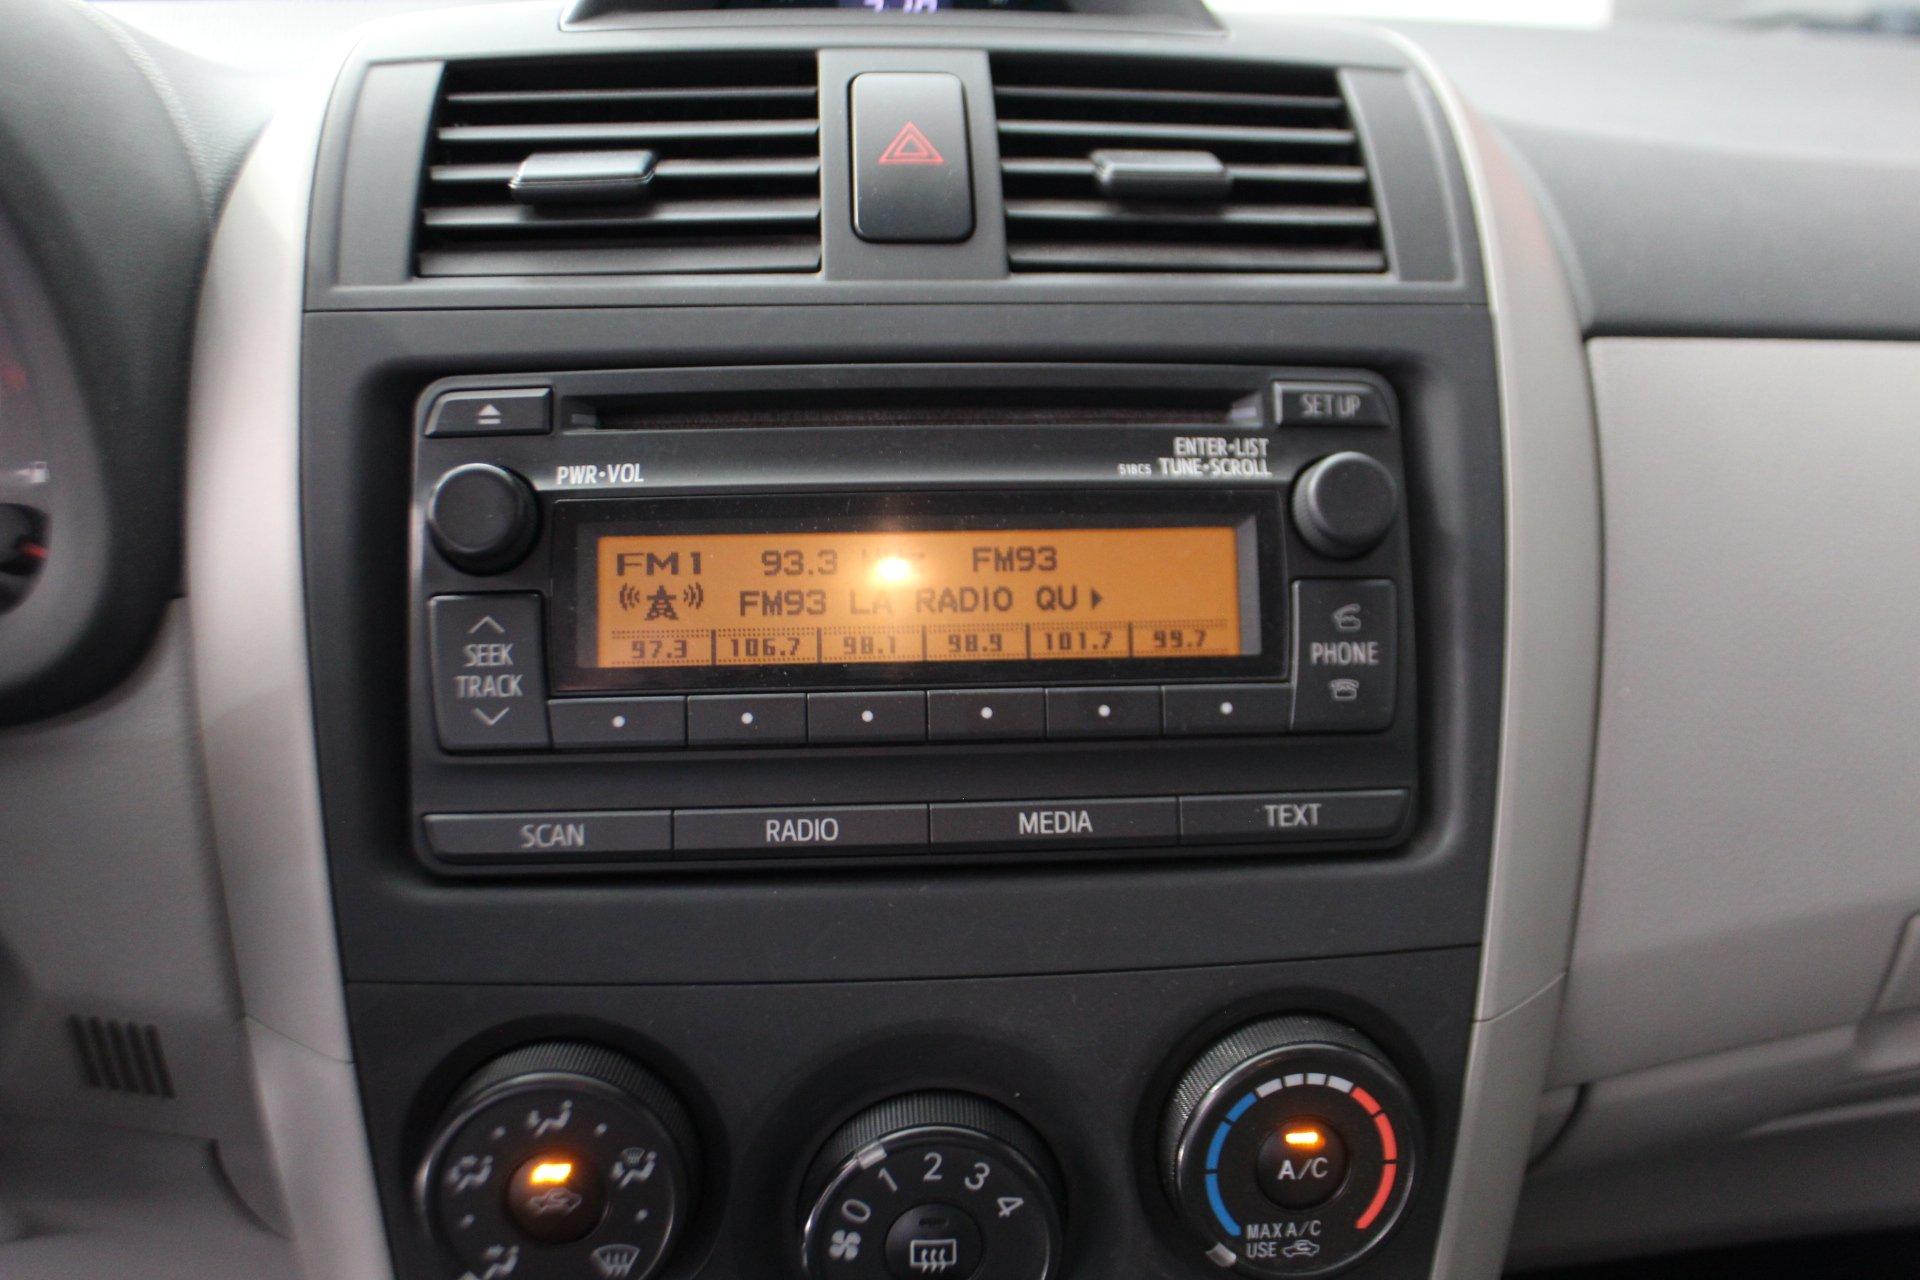 SET UP
PWR•VOL
ENTER•LIST
51BC5 TUNE•SCROLL
FM1 93.3 FM93
FM93 LA RADIO QU
97.3 106.7 98.1 98.9 101.7 99.7
SEEK
TRACK
PHONE
SCAN RADIO MEDIA TEXT
0 1 2 3 4
A/C
MAX A/C
USE